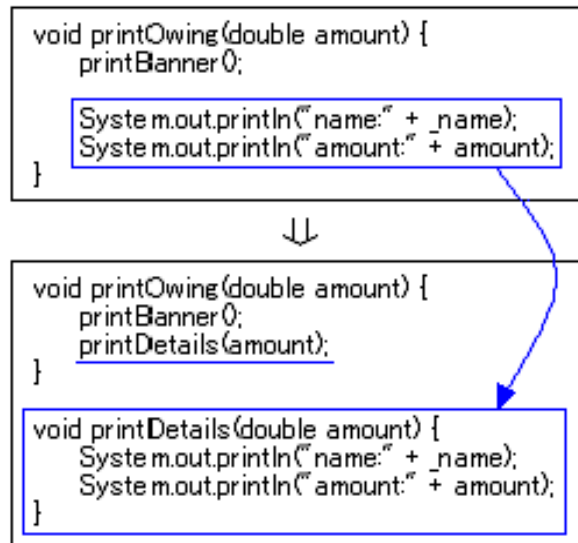 void printOwing(double amount) {
printBanner();
System.out.println("name:" + _name);
System.out.println("amount:" + amount);
}
⇓
void printOwing(double amount) {
printBanner();
printDetails(amount);
}
void printDetails(double amount) {
System.out.println("name:" + _name);
System.out.println("amount:" + amount);
}